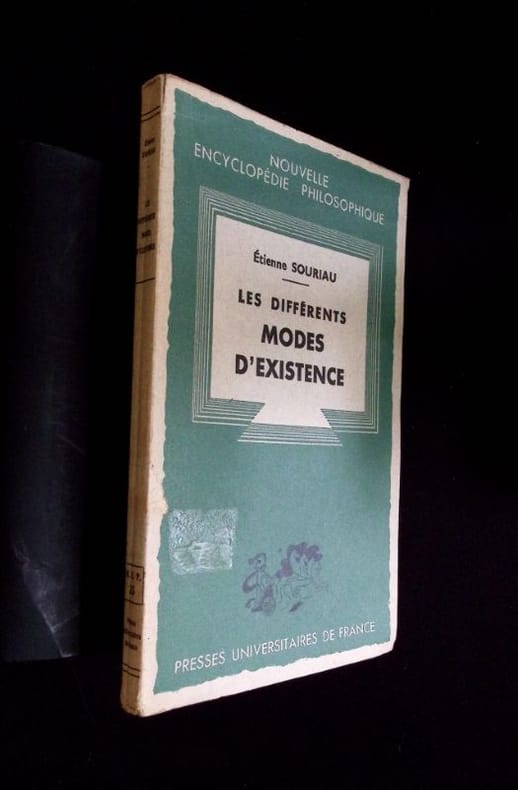 NOUVELLE
ENCYCLOPÉDIE PHILOSOPHIQUE
Étienne SOURIAU
LES DIFFÉRENTS
MODES
D'EXISTENCE
PRESSES UNIVERSITAIRES DE FRANCE